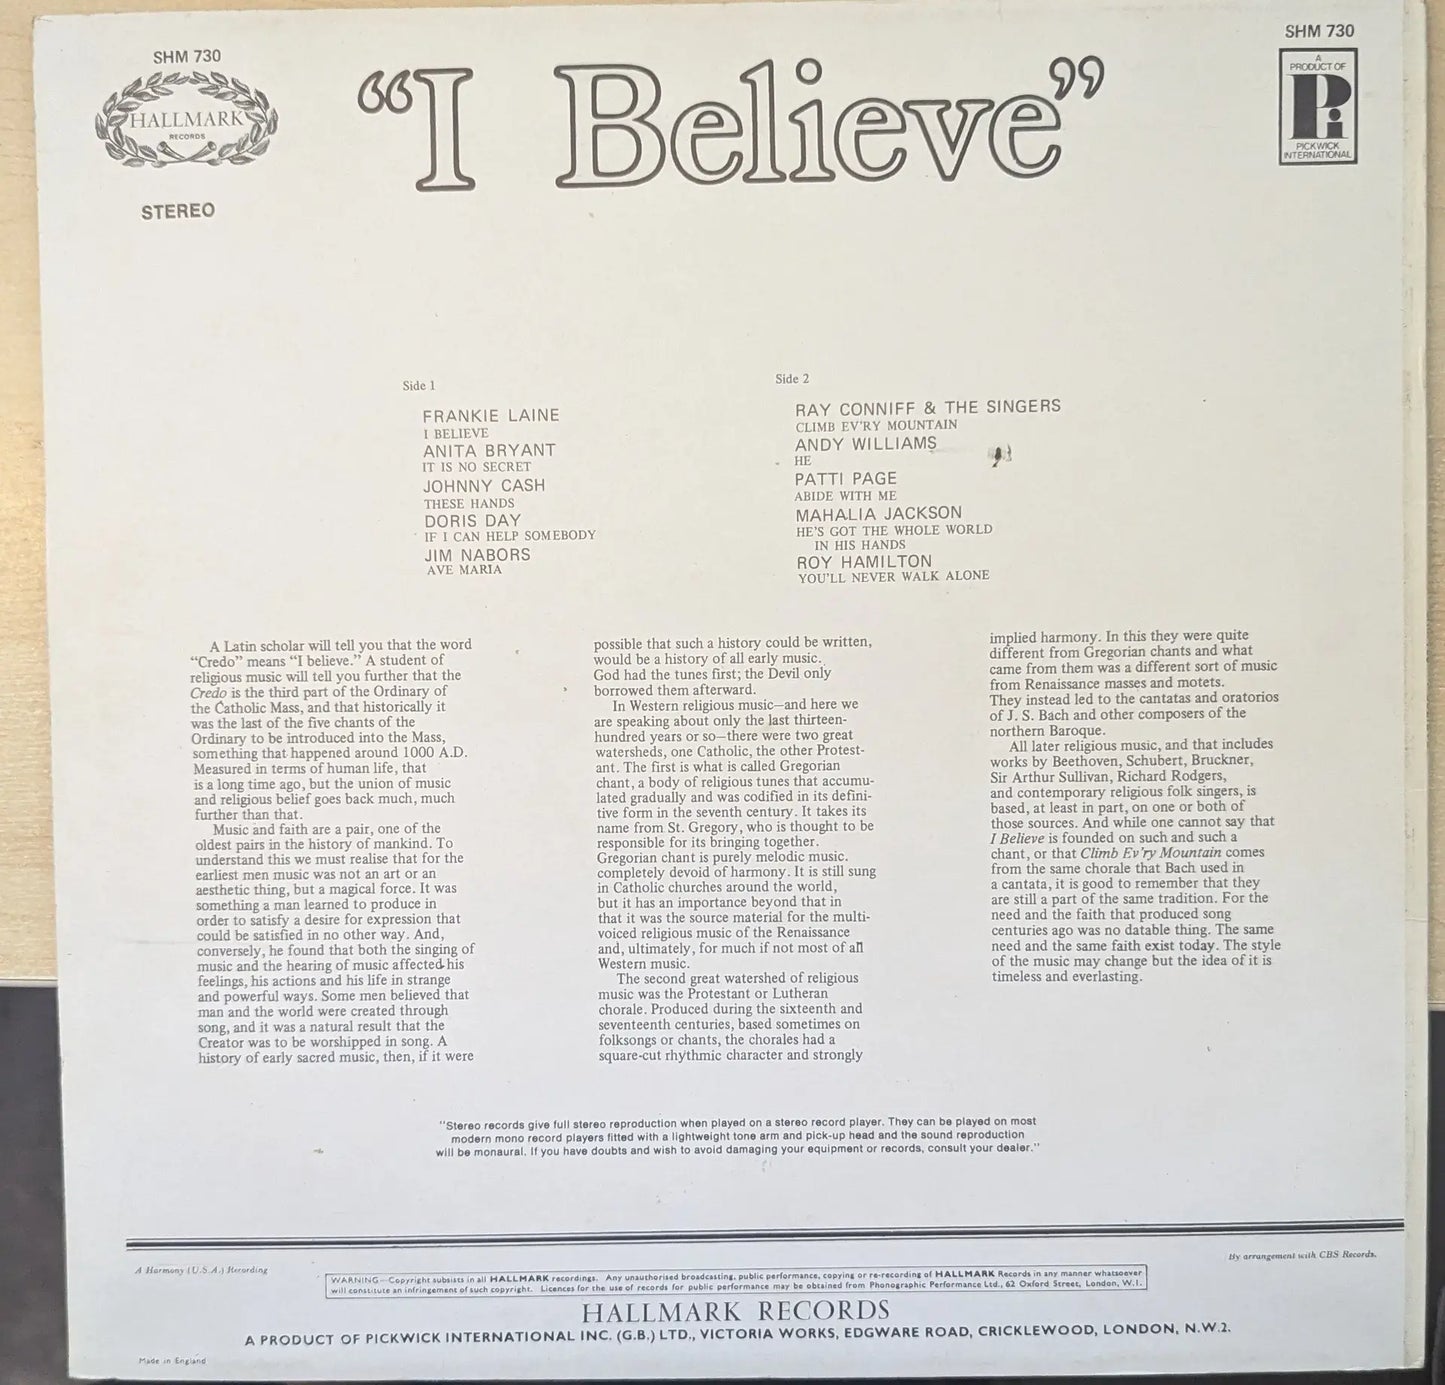 SHM 730
HALLMARK
RECORDS
STEREO
“I Believe”
SHM 730
A
PRODUCT OF
Pi
PICKWICK
INTERNATIONAL
Side 1
FRANKIE LAINE
I BELIEVE
ANITA BRYANT
IT IS NO SECRET
JOHNNY CASH
THESE HANDS
DORIS DAY
IF I CAN HELP SOMEBODY
JIM NABORS
AVE MARIA
Side 2
RAY CONNIFF & THE SINGERS
CLIMB EV'RY MOUNTAIN
ANDY WILLIAMS
HE
PATTI PAGE
ABIDE WITH ME
MAHALIA JACKSON
HE'S GOT THE WHOLE WORLD
IN HIS HANDS
ROY HAMILTON
YOU'LL NEVER WALK ALONE
A Latin scholar will tell you that the word
“Credo” means “I believe.” A student of
religious music will tell you further that the
Credo is the third part of the Ordinary of
the Catholic Mass, and that historically it
was the last of the five chants of the
Ordinary to be introduced into the Mass,
something that happened around 1000 A.D.
Measured in terms of human life, that
is a long time ago, but the union of music
and religious belief goes back much, much
further than that.
Music and faith are a pair, one of the
oldest pairs in the history of mankind. To
understand this we must realise that for the
earliest men music was not an art or an
aesthetic thing, but a magical force. It was
something a man learned to produce in
order to satisfy a desire for expression that
could be satisfied in no other way. And,
conversely, he found that both the singing of
music and the hearing of music affected his
feelings, his actions and his life in strange
and powerful ways. Some men believed that
man and the world were created through
song, and it was a natural result that the
Creator was to be worshipped in song. A
history of early sacred music, then, if it were
possible that such a history could be written,
would be a history of all early music.
God had the tunes first; the Devil only
borrowed them afterward.
In Western religious music—and here we
are speaking about only the last thirteen-
hundred years or so—there were two great
watersheds, one Catholic, the other Protest-
ant. The first is what is called Gregorian
chant, a body of religious tunes that accumu-
lated gradually and was codified in its defini-
tive form in the seventh century. It takes its
name from St. Gregory, who is thought to be
responsible for its bringing together.
Gregorian chant is purely melodic music.
completely devoid of harmony. It is still sung
in Catholic churches around the world,
but it has an importance beyond that in
that it was the source material for the multi-
voiced religious music of the Renaissance
and, ultimately, for much if not most of all
Western music.
The second great watershed of religious
music was the Protestant or Lutheran
chorale. Produced during the sixteenth and
seventeenth centuries, based sometimes on
folksongs or chants, the chorales had a
square-cut rhythmic character and strongly
implied harmony. In this they were quite
different from Gregorian chants and what
came from them was a different sort of music
from Renaissance masses and motets.
They instead led to the cantatas and oratorios
of J. S. Bach and other composers of the
northern Baroque.
All later religious music, and that includes
works by Beethoven, Schubert, Bruckner,
Sir Arthur Sullivan, Richard Rodgers,
and contemporary religious folk singers, is
based, at least in part, on one or both of
those sources. And while one cannot say that
I Believe is founded on such and such a
chant, or that Climb Ev'ry Mountain comes
from the same chorale that Bach used in
a cantata, it is good to remember that they
are still a part of the same tradition. For the
need and the faith that produced song
centuries ago was no datable thing. The same
need and the same faith exist today. The style
of the music may change but the idea of it is
timeless and everlasting.
“Stereo records give full stereo reproduction when played on a stereo record player. They can be played on most
modern mono record players fitted with a lightweight tone arm and pick-up head and the sound reproduction
will be monaural. If you have doubts and wish to avoid damaging your equipment or records, consult your dealer.”
A Harmony (U.S.A.) Recording
By arrangement with CBS Records.
WARNING—Copyright subsists in all HALLMARK recordings. Any unauthorised broadcasting, public performance, copying or re-recording of HALLMARK Records in any manner whatsoever
will constitute an infringement of such copyright. Licences for the use of records for public performance may be obtained from Phonographic Performance Ltd., 62 Oxford Street, London, W.1.
HALLMARK RECORDS
A PRODUCT OF PICKWICK INTERNATIONAL INC. (G.B.) LTD., VICTORIA WORKS, EDGWARE ROAD, CRICKLEWOOD, LONDON, N.W.2.
Made in England